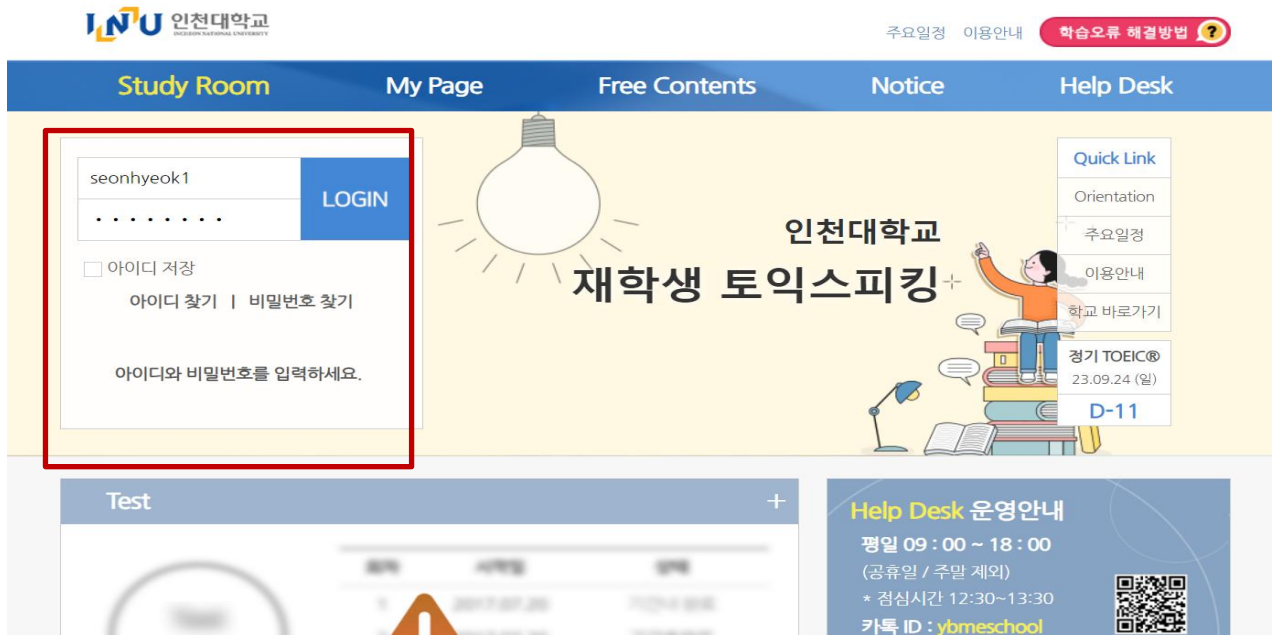 INU 인천대학교
INCHEON NATIONAL UNIVERSITY
주요일정 이용안내 학습오류 해결방법 ?
Study Room My Page Free Contents Notice Help Desk
seonhyeok1
LOGIN
아이디 저장
아이디 찾기 | 비밀번호 찾기
아이디와 비밀번호를 입력하세요.
인천대학교
재학생 토익스피킹
Quick Link
Orientation
주요일정
이용안내
학교 바로가기
정기 TOEIC®
23.09.24 (일)
D-11
Test +
Help Desk 운영안내
평일 09 : 00 ~ 18 : 00
(공휴일 / 주말 제외)
* 점심시간 12:30~13:30
카톡 ID : ybmeschool